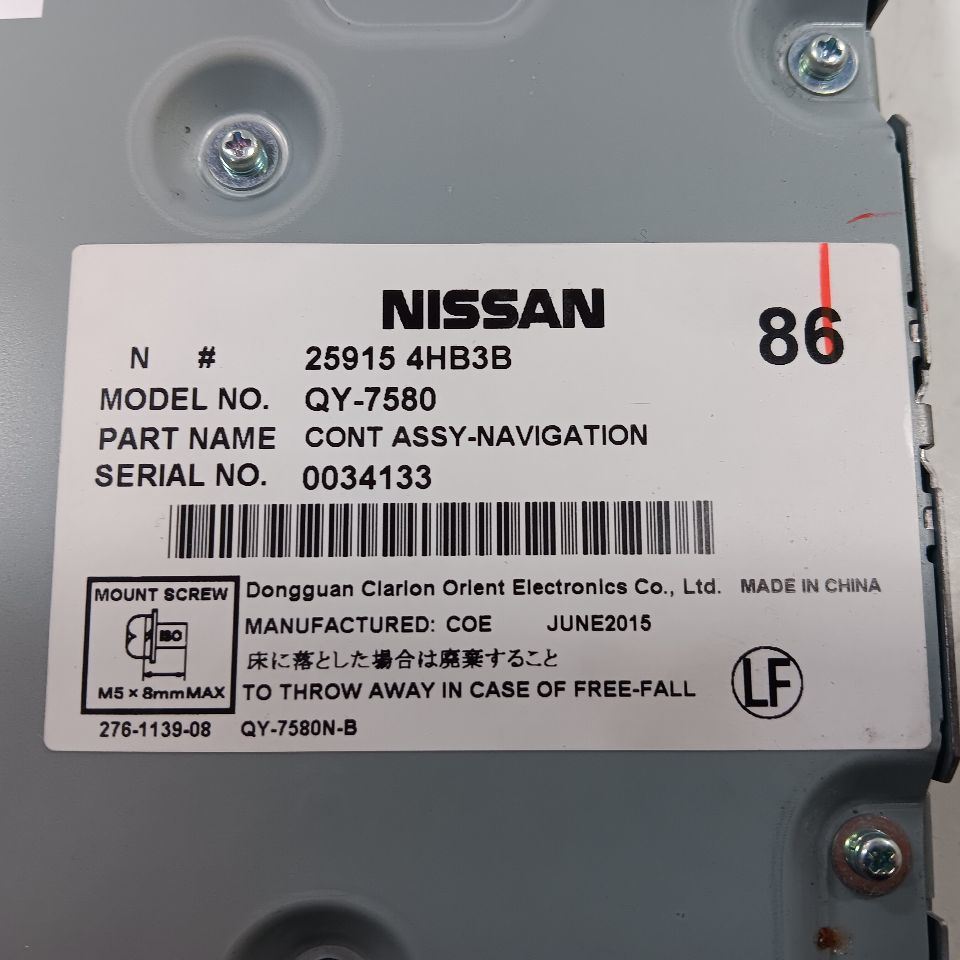 NISSAN
86
N #  25915 4HB3B
MODEL NO. QY-7580
PART NAME CONT ASSY-NAVIGATION
SERIAL NO. 0034133
MOUNT SCREW
ISO
M5 × 8mmMAX
Dongguan Clarion Orient Electronics Co., Ltd. MADE IN CHINA
MANUFACTURED: COE JUNE2015
床に落とした場合は廃棄すること
TO THROW AWAY IN CASE OF FREE-FALL
LF
276-1139-08 QY-7580N-B